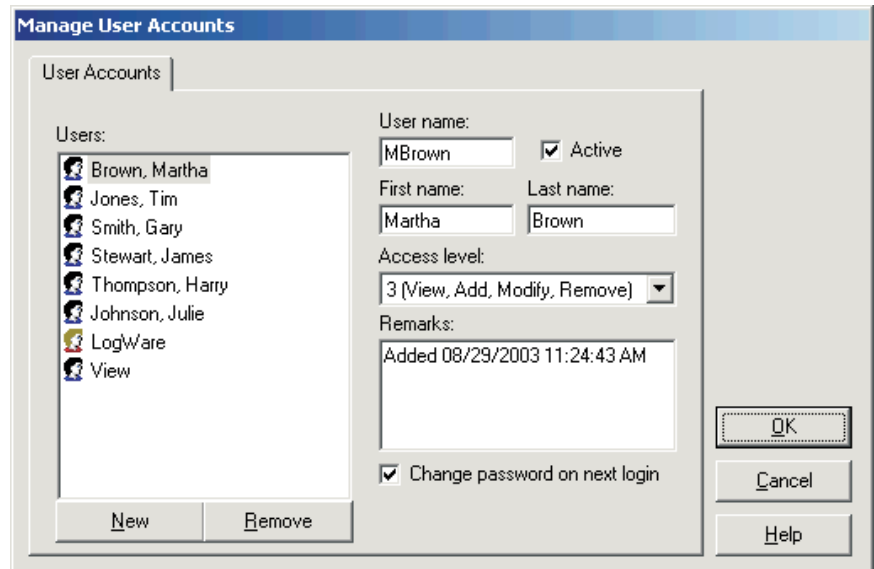 Manage User Accounts
User Accounts
Users:
Brown, Martha
Jones, Tim
Smith, Gary
Stewart, James
Thompson, Harry
Johnson, Julie
LogWare
View
New
Remove
User name:
MBrown
Active
First name:
Last name:
Martha
Brown
Access level:
3 (View, Add, Modify, Remove)
Remarks:
Added 08/29/2003 11:24:43 AM
Change password on next login
OK
Cancel
Help